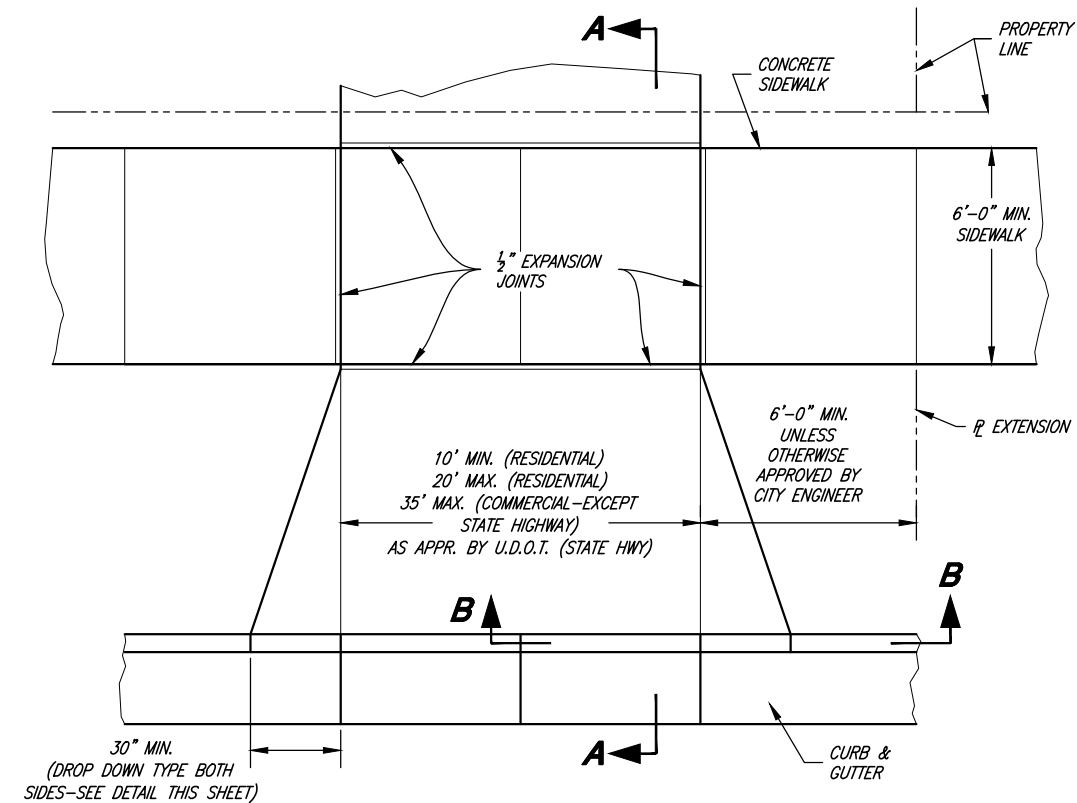 A
PROPERTY
LINE
CONCRETE
SIDEWALK
6'-0" MIN.
SIDEWALK
1/2" EXPANSION
JOINTS
6'-0" MIN.
UNLESS
OTHERWISE
APPROVED BY
CITY ENGINEER
℄ EXTENSION
10' MIN. (RESIDENTIAL)
20' MAX. (RESIDENTIAL)
35' MAX. (COMMERCIAL-EXCEPT
STATE HIGHWAY)
AS APPR. BY U.D.O.T. (STATE HWY)
B
B
A
30" MIN.
(DROP DOWN TYPE BOTH
SIDES-SEE DETAIL THIS SHEET)
CURB &
GUTTER